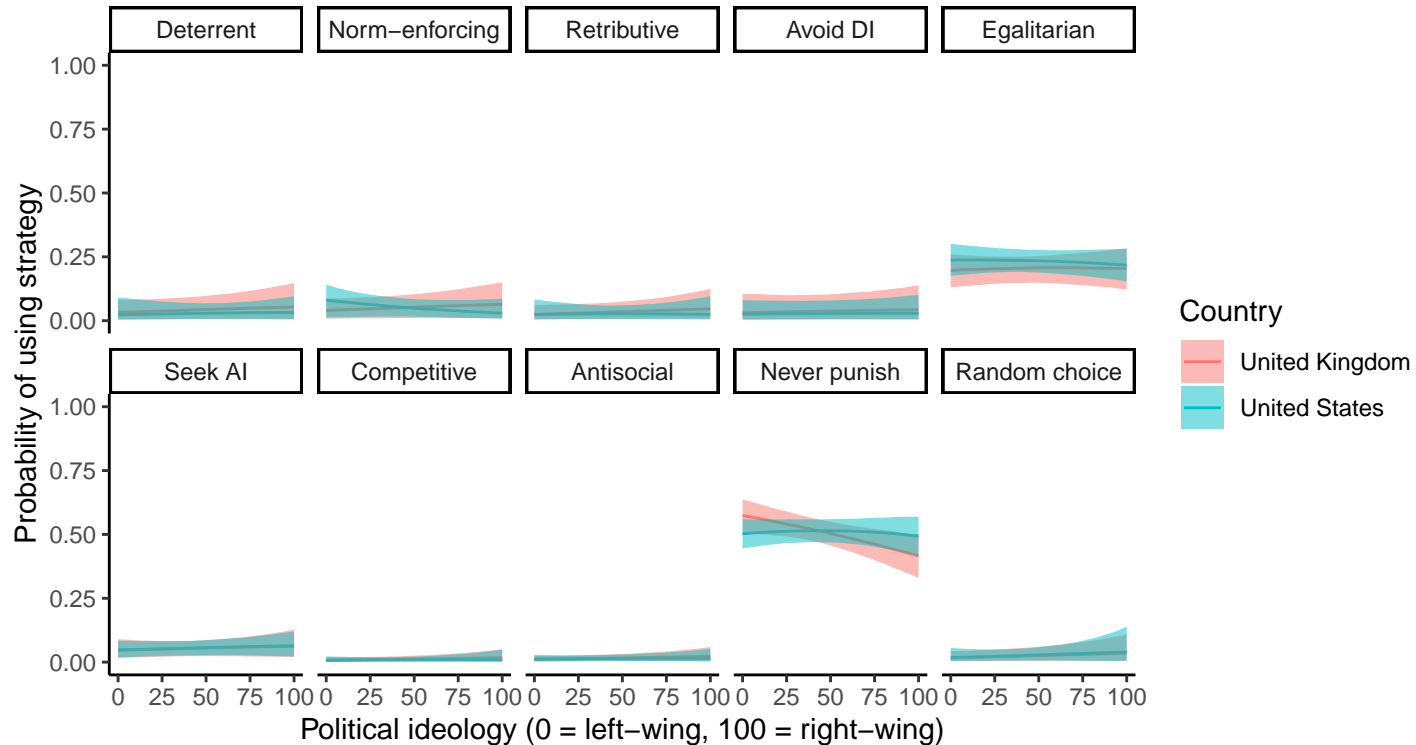 Deterrent Norm−enforcing Retributive Avoid DI Egalitarian
1.00
0.75
0.50
0.25
0.00
Seek AI Competitive Antisocial Never punish Random choice
1.00
0.75
0.50
0.25
0.00
0 25 50 75 100 0 25 50 75 100 0 25 50 75 100 0 25 50 75 100 0 25 50 75 100
Political ideology (0 = left−wing, 100 = right−wing)
Probability of using strategy
Country
United Kingdom
United States